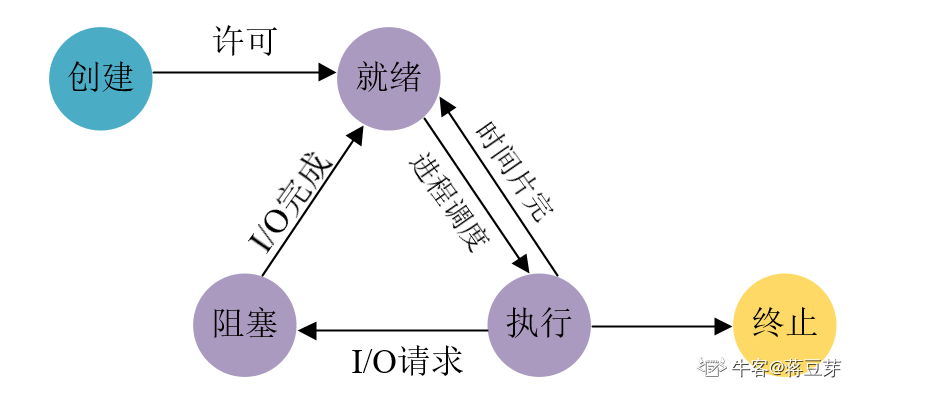 许可
创建
就绪
时间片完
进程调度
I/O完成
阻塞
执行
终止
I/O请求
牛客@蒋豆芽